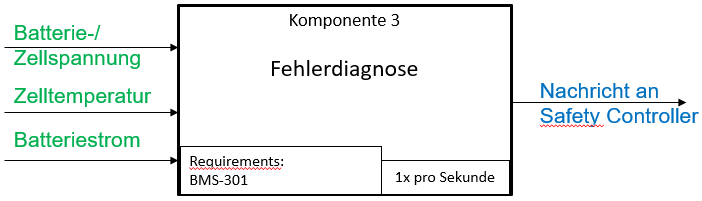 Batterie-/
Zellspannung
Zelltemperatur
Batteriestrom
Komponente 3
Fehlerdiagnose
Requirements:
BMS-301
1x pro Sekunde
Nachricht an
Safety Controller